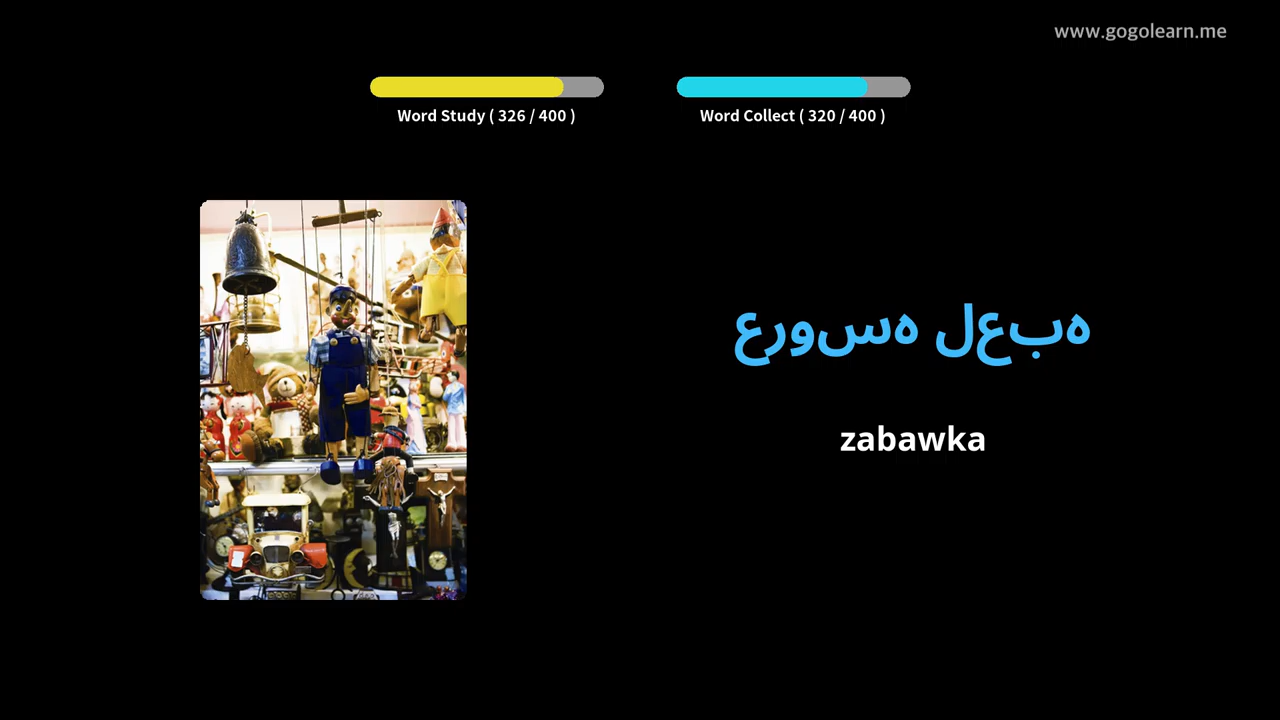 www.gogolearn.me
Word Study ( 326 / 400 )
Word Collect ( 320 / 400 )
عروسه لعبه
zabawka